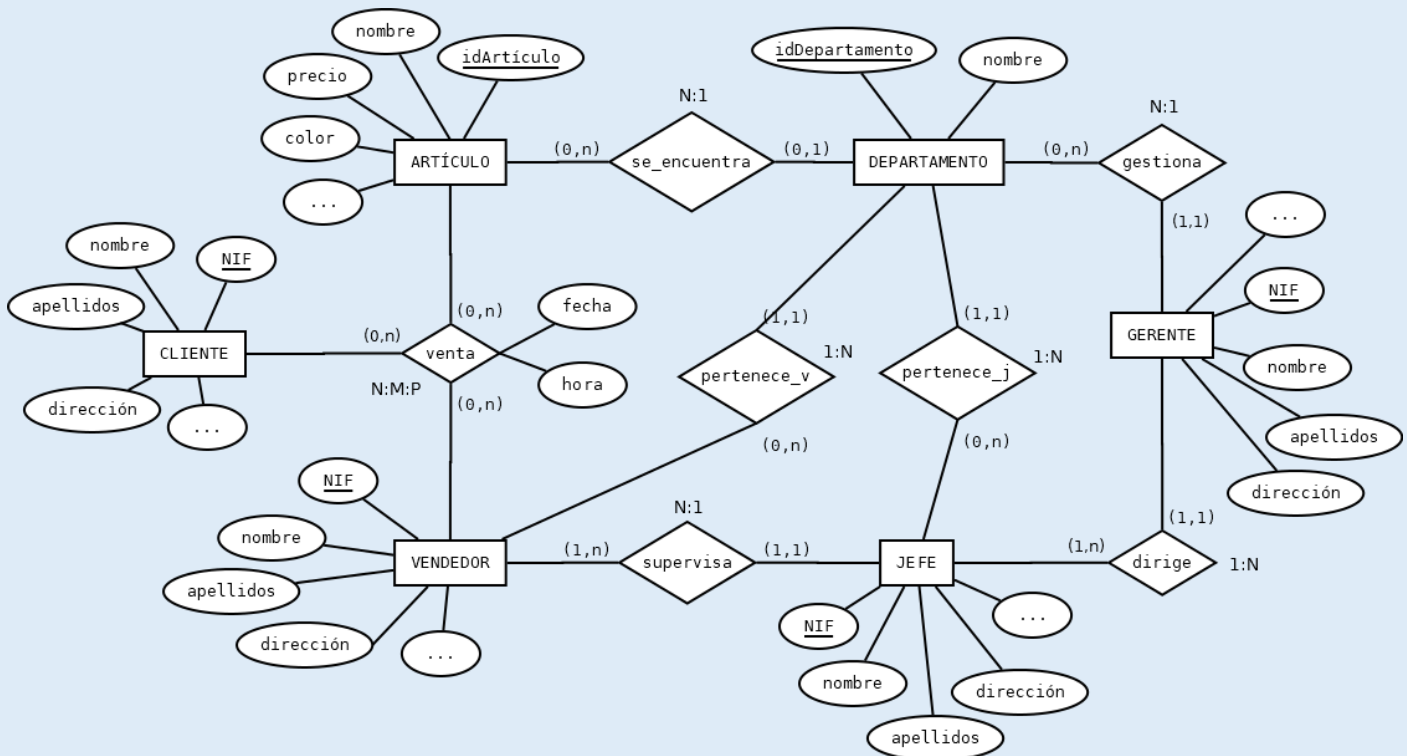 nombre
idArtículo
precio
color
...
ARTÍCULO
(0,n)
N:1
se_encuentra
(0,1)
idDepartamento
nombre
DEPARTAMENTO
(0,n)
N:1
gestiona
(1,1)
...
NIF
nombre
apellidos
dirección
GERENTE
nombre
NIF
apellidos
CLIENTE
dirección
...
(0,n)
(0,n)
venta
N:M:P
(0,n)
fecha
hora
(1,1)
1:N
pertenece_v
(0,n)
(1,1)
1:N
pertenece_j
(0,n)
NIF
nombre
apellidos
dirección
...
VENDEDOR
(1,n)
N:1
supervisa
(1,1)
JEFE
(1,n)
(1,1)
dirige
1:N
NIF
nombre
apellidos
dirección
...